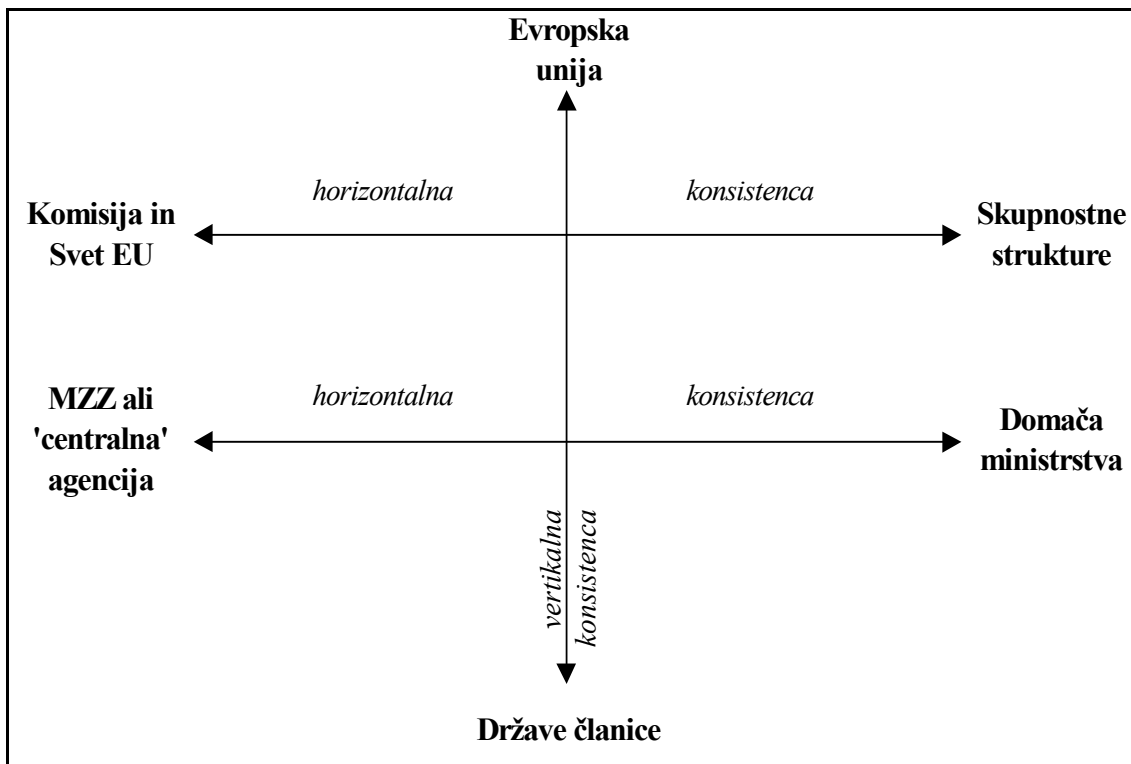 Evropska
unija
horizontalna
konsistenca
Komisija in
Svet EU
Skupnostne
strukture
MZZ ali
'centralna'
agencija
horizontalna
konsistenca
Domača
ministrstva
vertikalna
konsistenca
Države članice